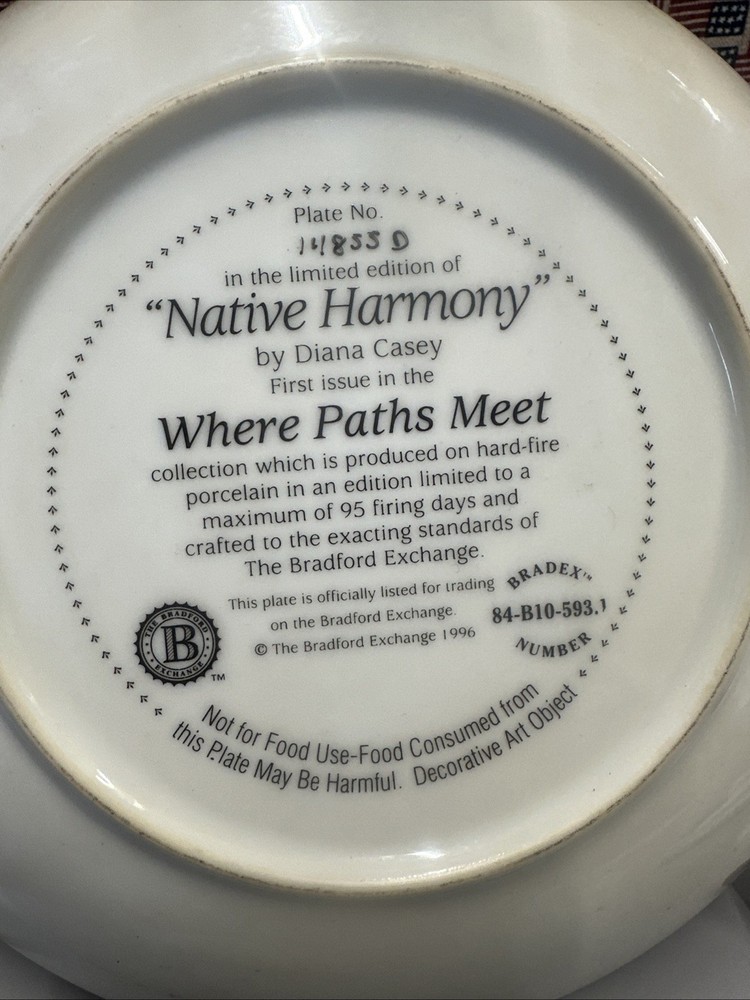 Plate No.
14855 D
in the limited edition of
“Native Harmony”
by Diana Casey
First issue in the
Where Paths Meet
collection which is produced on hard-fire
porcelain in an edition limited to a
maximum of 95 firing days and
crafted to the exacting standards of
The Bradford Exchange.
This plate is officially listed for trading
on the Bradford Exchange.
© The Bradford Exchange 1996
THE BRADFORD
B
EXCHANGE
TM
BRADEX™
84-B10-593.1
NUMBER
Not for Food Use-Food Consumed from
this Plate May Be Harmful. Decorative Art Object